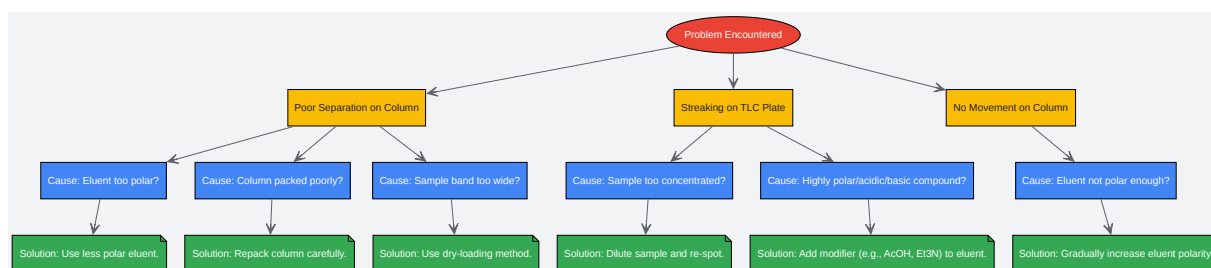 Problem Encountered
Poor Separation on Column
Streaking on TLC Plate
No Movement on Column
Cause: Eluent too polar?
Cause: Column packed poorly?
Cause: Sample band too wide?
Cause: Sample too concentrated?
Cause: Highly polar/acidic/basic compound?
Cause: Eluent not polar enough?
Solution: Use less polar eluent.
Solution: Repack column carefully.
Solution: Use dry-loading method.
Solution: Dilute sample and re-spot.
Solution: Add modifier (e.g., AcOH, Et3N) to eluent.
Solution: Gradually increase eluent polarity